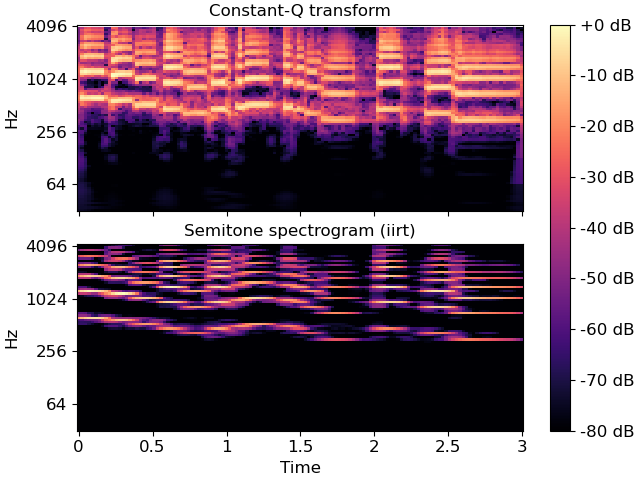 Constant-Q transform
4096
1024
256
64
Hz
Semitone spectrogram (iirt)
4096
1024
256
64
Hz
0 0.5 1 1.5 2 2.5 3
Time
+0 dB
-10 dB
-20 dB
-30 dB
-40 dB
-50 dB
-60 dB
-70 dB
-80 dB